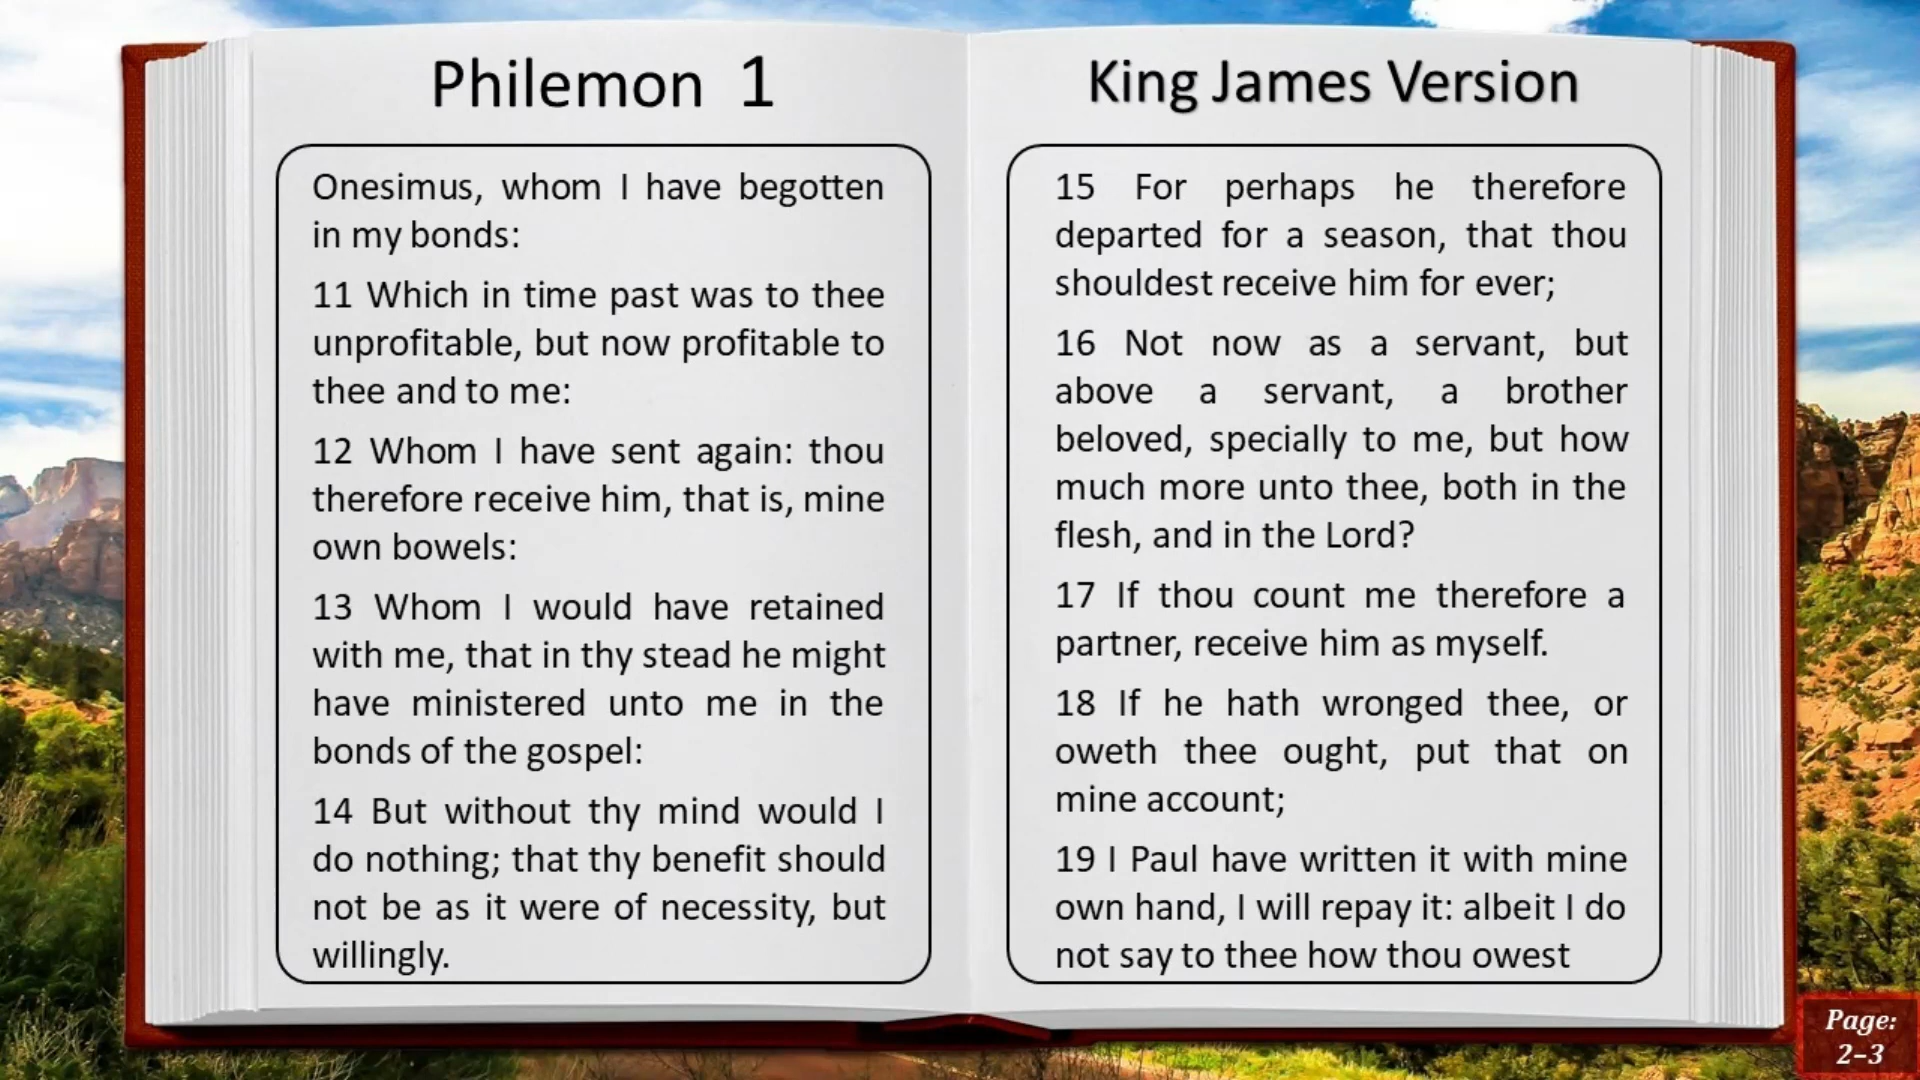 Philemon 1
Onesimus, whom I have begotten
in my bonds:
11 Which in time past was to thee
unprofitable, but now profitable to
thee and to me:
12 Whom I have sent again: thou
therefore receive him, that is, mine
own bowels:
13 Whom I would have retained
with me, that in thy stead he might
have ministered unto me in the
bonds of the gospel:
14 But without thy mind would I
do nothing; that thy benefit should
not be as it were of necessity, but
willingly.
King James Version
15 For perhaps he therefore
departed for a season, that thou
shouldest receive him for ever;
16 Not now as a servant, but
above a servant, a brother
beloved, specially to me, but how
much more unto thee, both in the
flesh, and in the Lord?
17 If thou count me therefore a
partner, receive him as myself.
18 If he hath wronged thee, or
oweth thee ought, put that on
mine account;
19 I Paul have written it with mine
own hand, I will repay it: albeit I do
not say to thee how thou owest
Page:
2–3